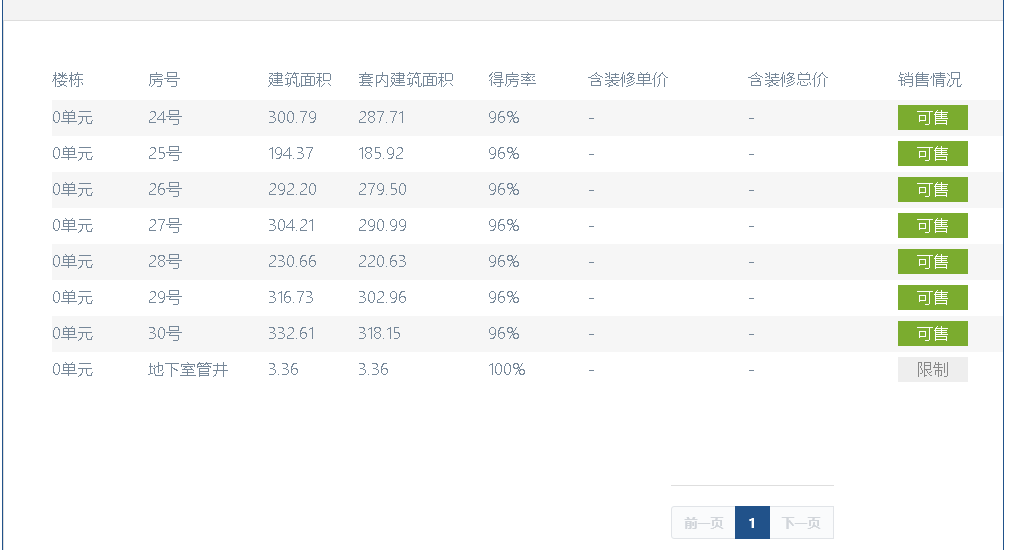 楼栋 房号 建筑面积 套内建筑面积 得房率 含装修单价 含装修总价 销售情况
0单元 24号 300.79 287.71 96% - - 可售
0单元 25号 194.37 185.92 96% - - 可售
0单元 26号 292.20 279.50 96% - - 可售
0单元 27号 304.21 290.99 96% - - 可售
0单元 28号 230.66 220.63 96% - - 可售
0单元 29号 316.73 302.96 96% - - 可售
0单元 30号 332.61 318.15 96% - - 可售
0单元 地下室管井 3.36 3.36 100% - - 限制
前一页 1 下一页